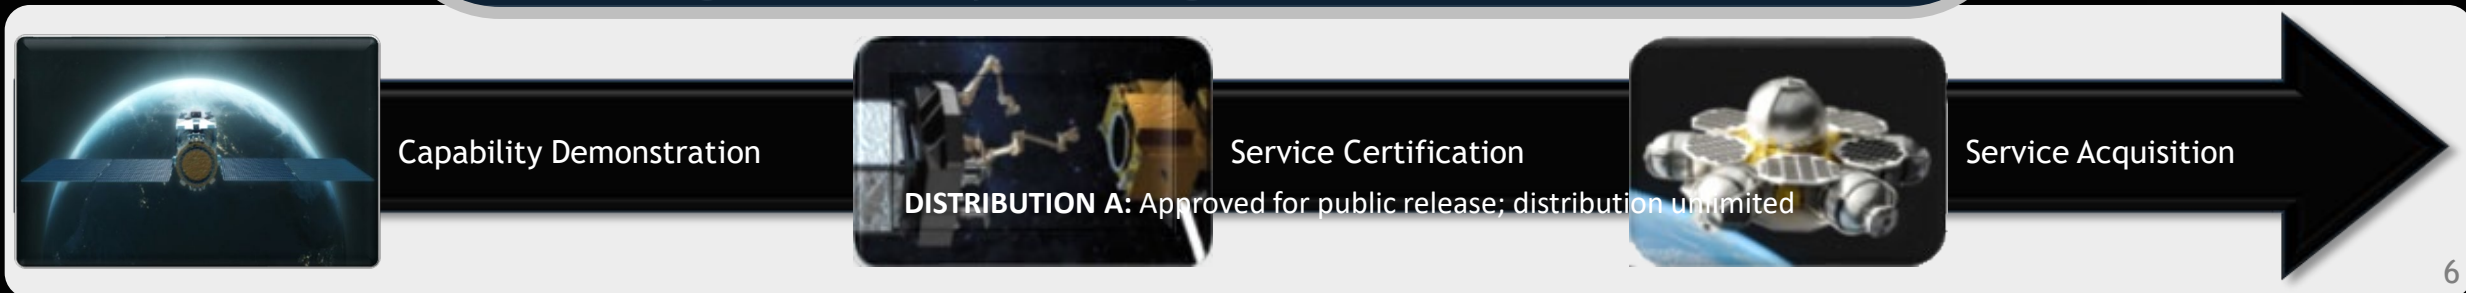 Capability Demonstration
Service Certification
Service Acquisition
DISTRIBUTION A: Approved for public release; distribution unlimited
6